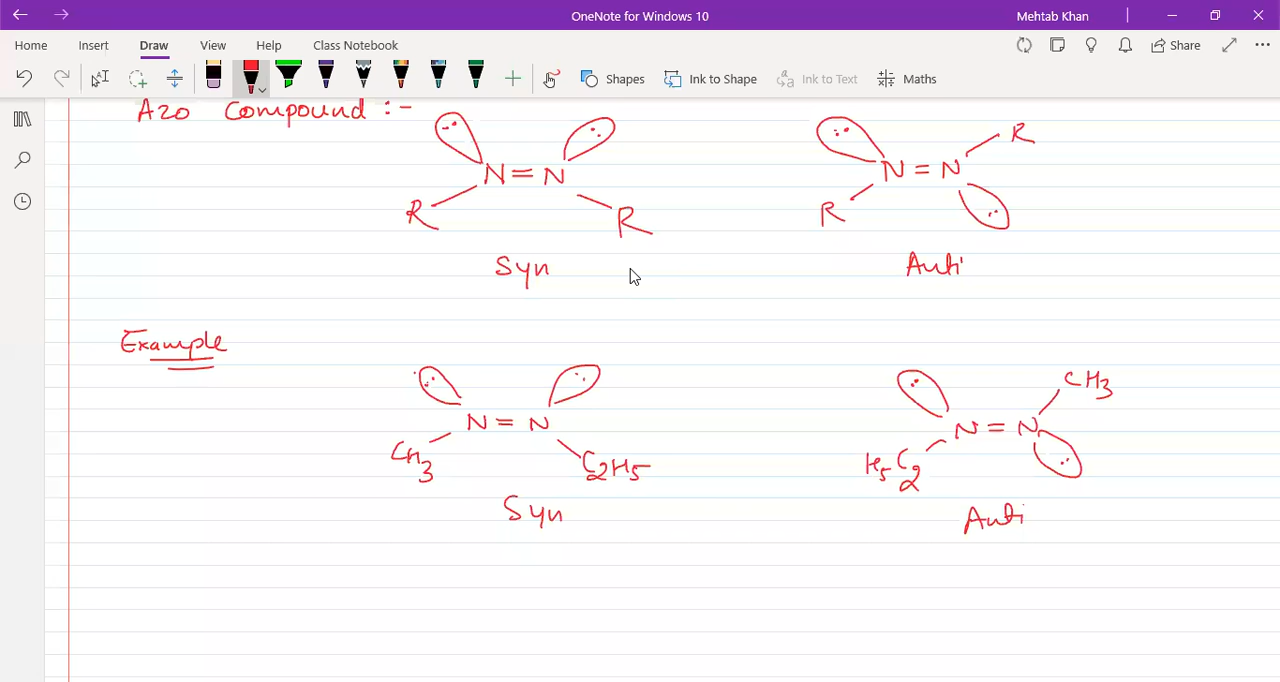 OneNote for Windows 10
Mehtab Khan
Home Insert Draw View Help Class Notebook
Share
Shapes Ink to Shape Ink to Text Maths
Azo Compound :-
N = N R R
Syn
N = N R R
Anti
Example
N = N CH3 C2H5
Syn
N = N CH3 H5C2
Anti